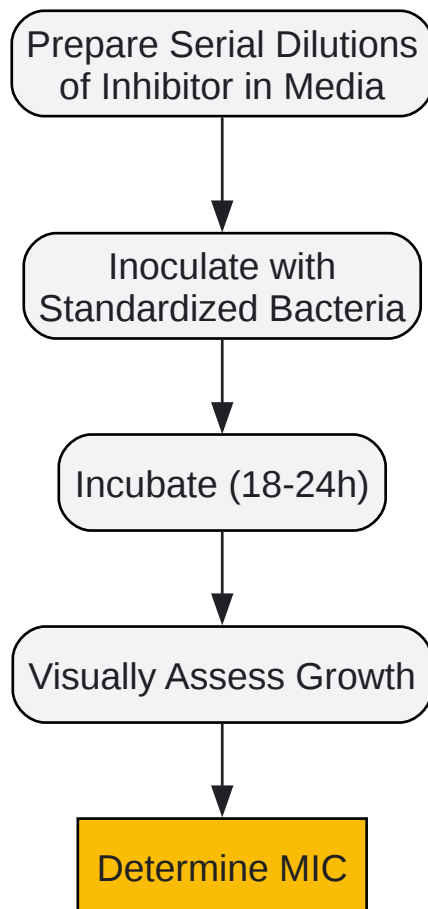 Prepare Serial Dilutions
of Inhibitor in Media
Inoculate with
Standardized Bacteria
Incubate (18-24h)
Visually Assess Growth
Determine MIC